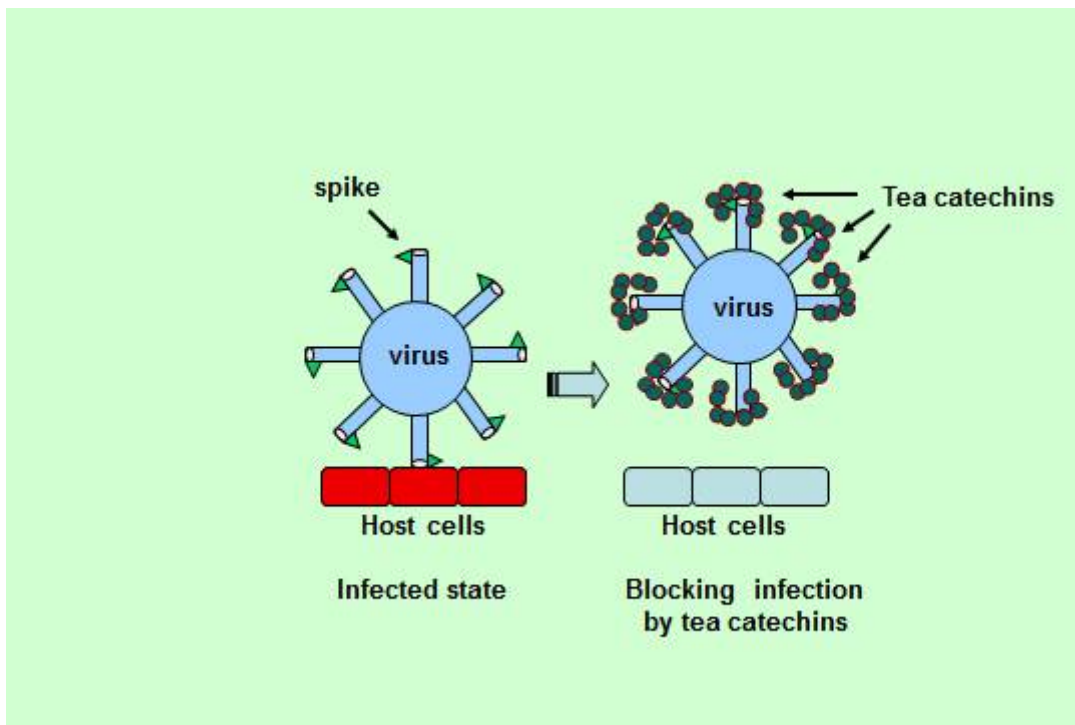 spike
Tea catechins
virus
virus
Host cells
Host cells
Infected state
Blocking infection
by tea catechins